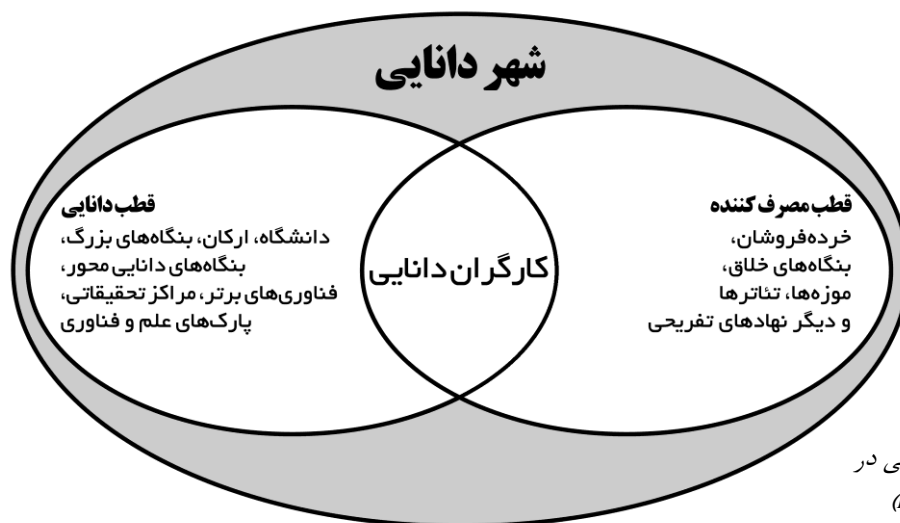 شهر دانایی
قطب مصرف کننده
خرده‌فروشان،
بنگاه‌های خلاق،
موزه‌ها، تئاترها
و دیگر نهادهای تفریحی
کارگران دانایی
قطب دانایی
دانشگاه، ارکان، بنگاه‌های بزرگ،
بنگاه‌های دانایی محور،
فناوری‌های برتر، مراکز تحقیقاتی،
پارک‌های علم و فناوری
در